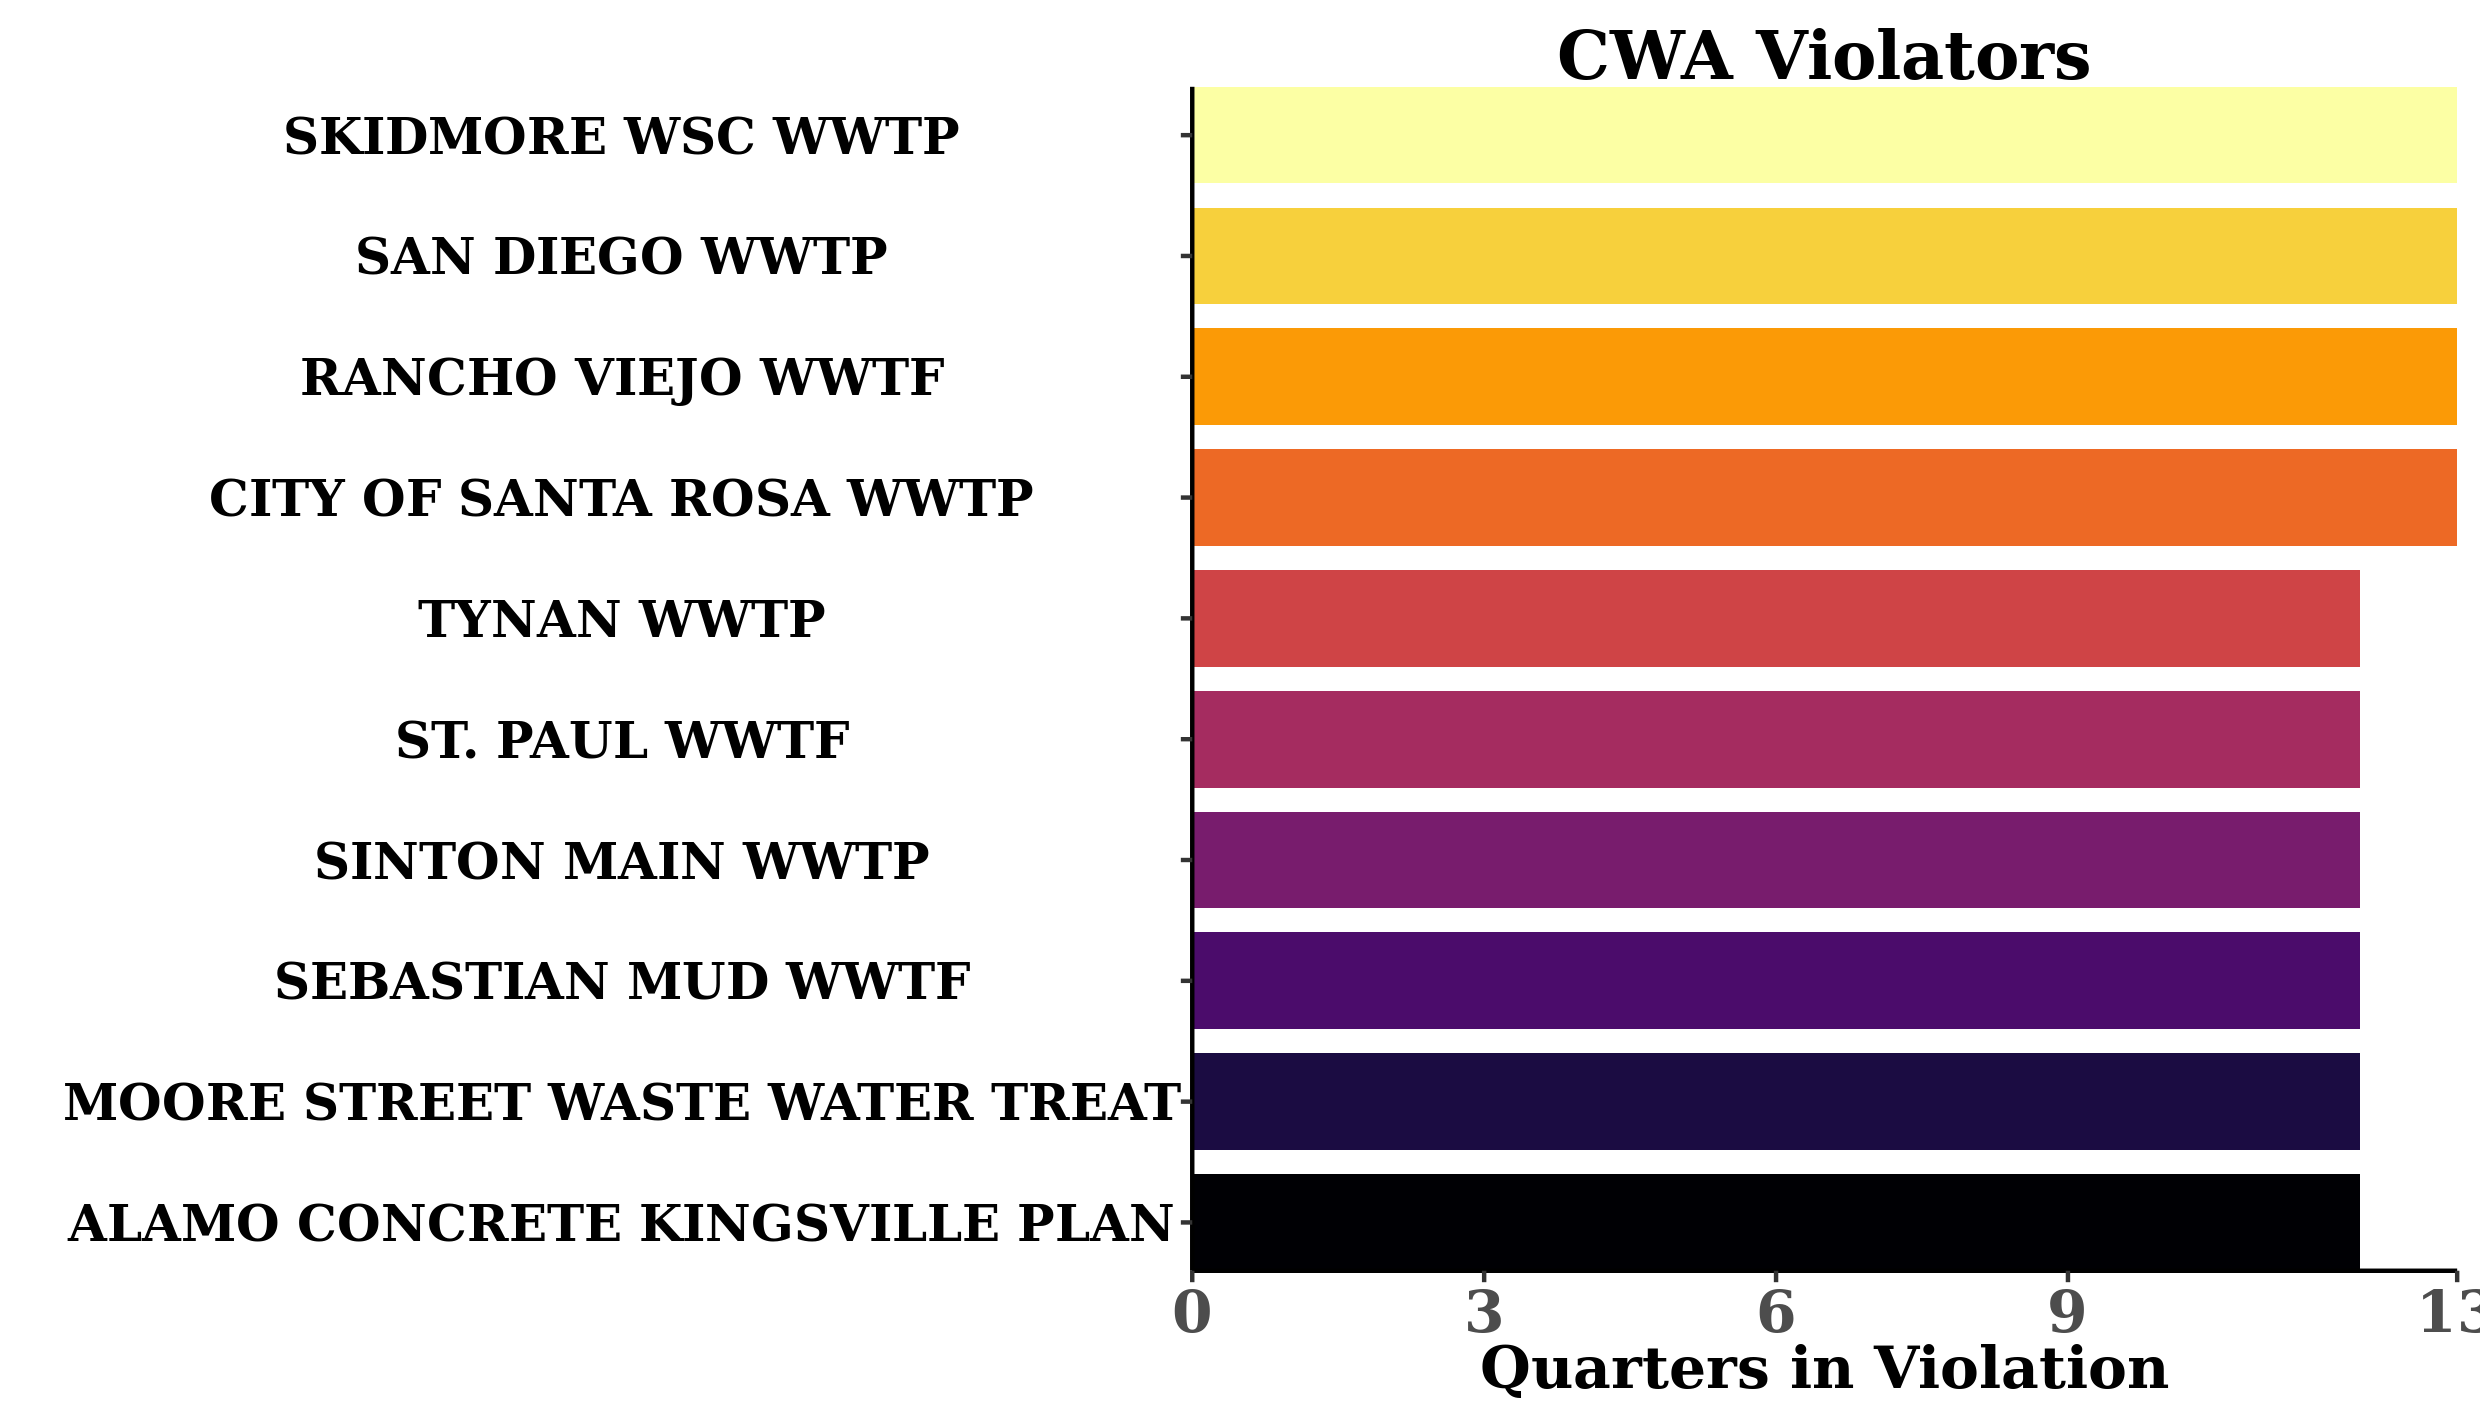 CWA Violators
SKIDMORE WSC WWTP
SAN DIEGO WWTP
RANCHO VIEJO WWTF
CITY OF SANTA ROSA WWTP
TYNAN WWTP
ST. PAUL WWTF
SINTON MAIN WWTP
SEBASTIAN MUD WWTF
MOORE STREET WASTE WATER TREAT
ALAMO CONCRETE KINGSVILLE PLAN
0 3 6 9 13
Quarters in Violation